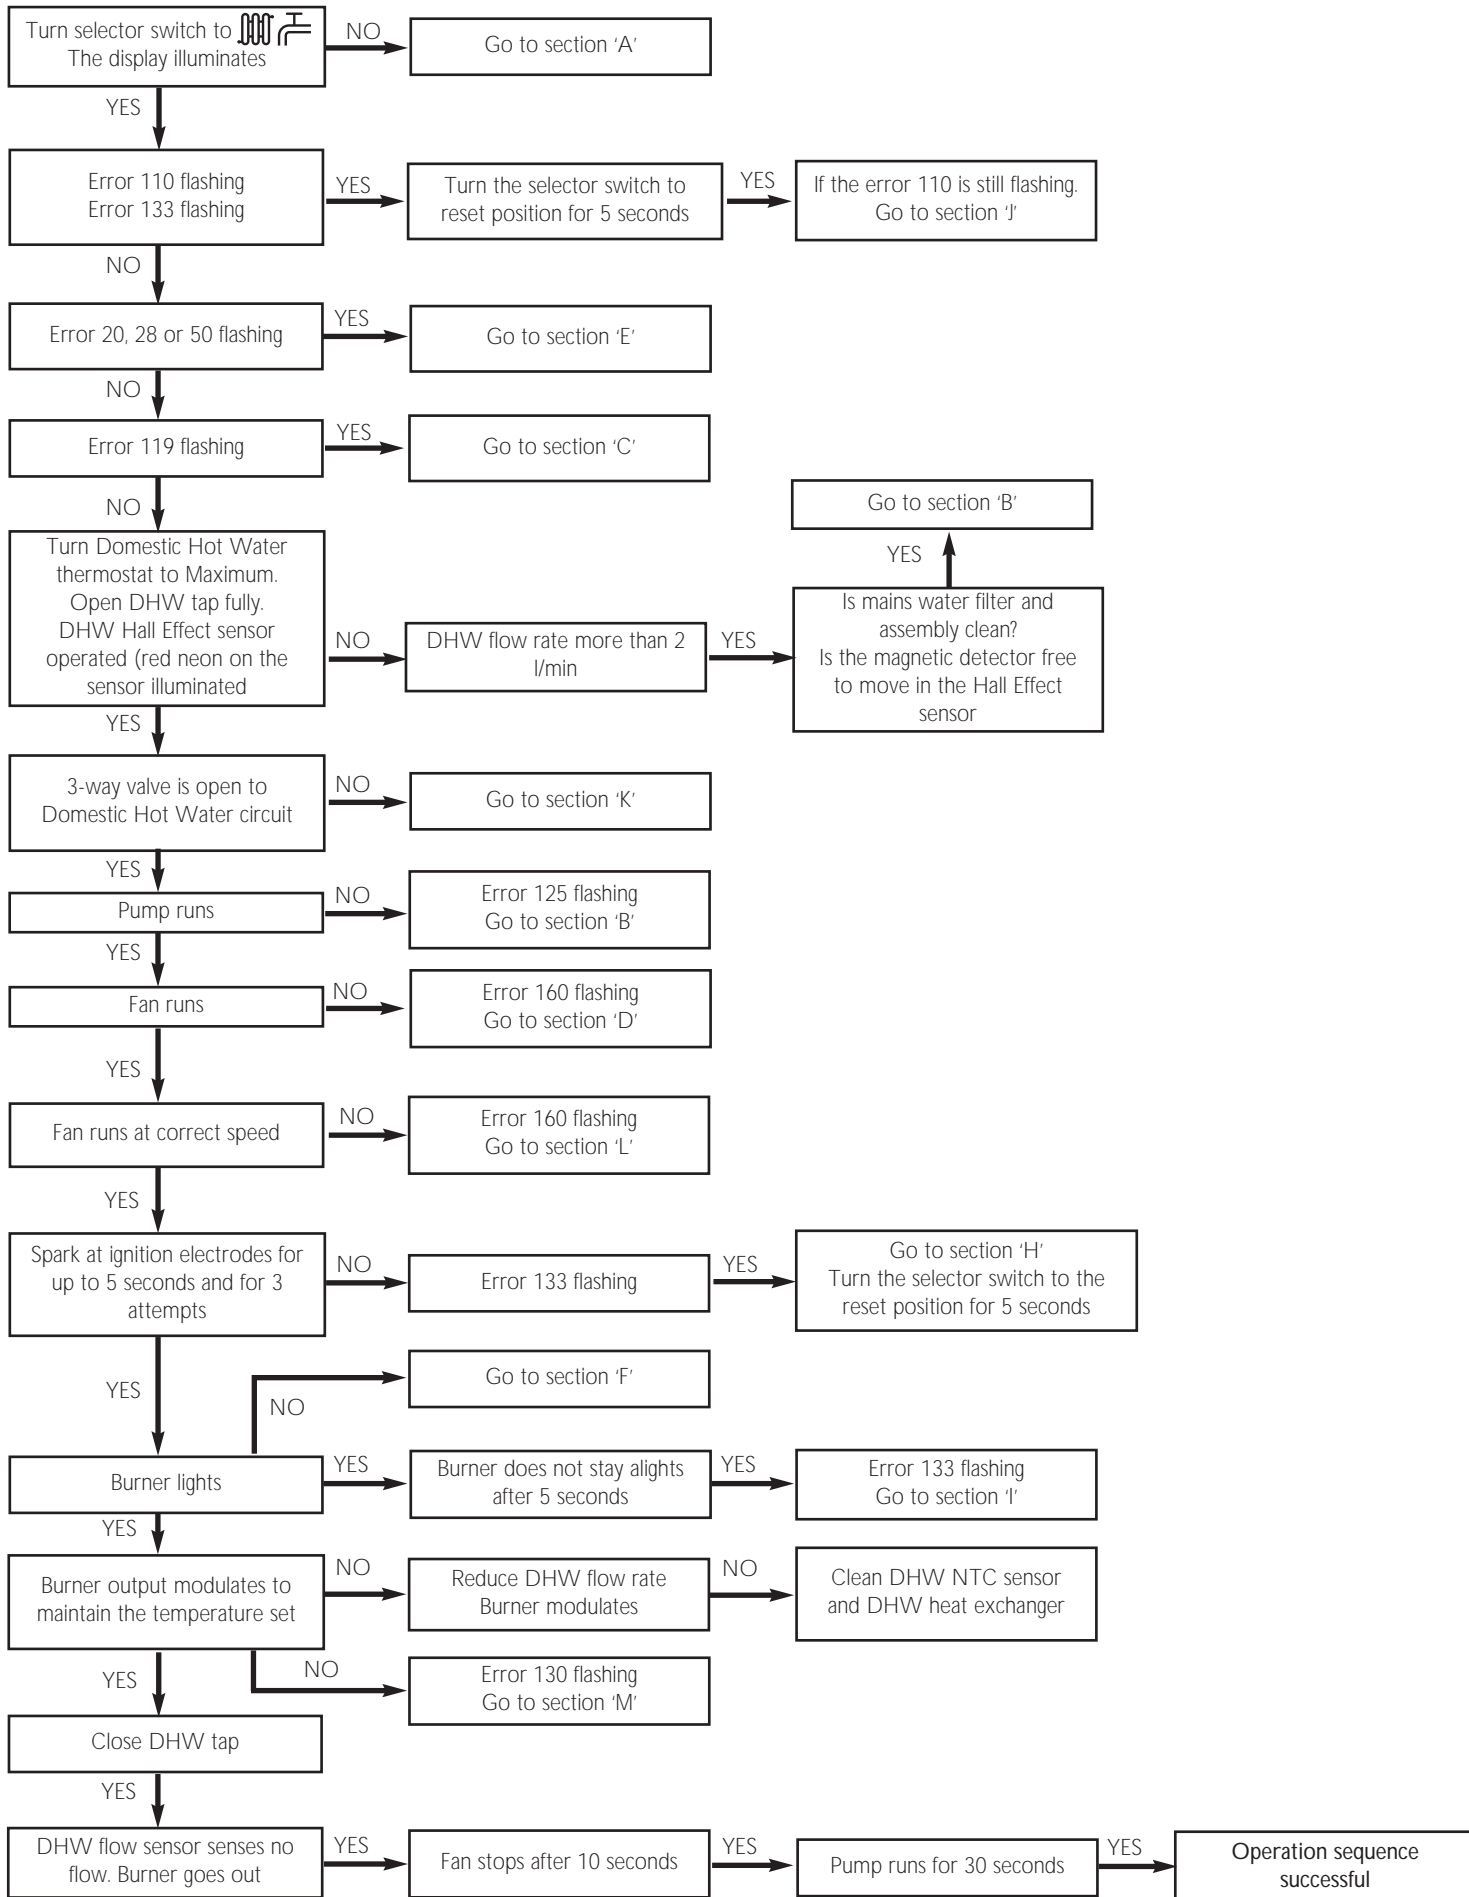 Turn selector switch to
The display illuminates
NO
Go to section ‘A’
YES
Error 110 flashing
Error 133 flashing
YES
Turn the selector switch to
reset position for 5 seconds
YES
If the error 110 is still flashing.
Go to section ‘J’
NO
Error 20, 28 or 50 flashing
YES
Go to section ‘E’
NO
Error 119 flashing
YES
Go to section ‘C’
NO
Turn Domestic Hot Water
thermostat to Maximum.
Open DHW tap fully.
DHW Hall Effect sensor
operated (red neon on the
sensor illuminated
NO
DHW flow rate more than 2
l/min
YES
Is mains water filter and
assembly clean?
Is the magnetic detector free
to move in the Hall Effect
sensor
YES
Go to section ‘B’
YES
3-way valve is open to
Domestic Hot Water circuit
NO
Go to section ‘K’
YES
Pump runs
NO
Error 125 flashing
Go to section ‘B’
YES
Fan runs
NO
Error 160 flashing
Go to section ‘D’
YES
Fan runs at correct speed
NO
Error 160 flashing
Go to section ‘L’
YES
Spark at ignition electrodes for
up to 5 seconds and for 3
attempts
NO
Error 133 flashing
YES
Go to section ‘H’
Turn the selector switch to the
reset position for 5 seconds
YES
NO
Go to section ‘F’
Burner lights
YES
Burner does not stay alights
after 5 seconds
YES
Error 133 flashing
Go to section ‘I’
YES
Burner output modulates to
maintain the temperature set
NO
Reduce DHW flow rate
Burner modulates
NO
Clean DHW NTC sensor
and DHW heat exchanger
NO
Error 130 flashing
Go to section ‘M’
YES
Close DHW tap
YES
DHW flow sensor senses no
flow. Burner goes out
YES
Fan stops after 10 seconds
YES
Pump runs for 30 seconds
YES
Operation sequence
successful